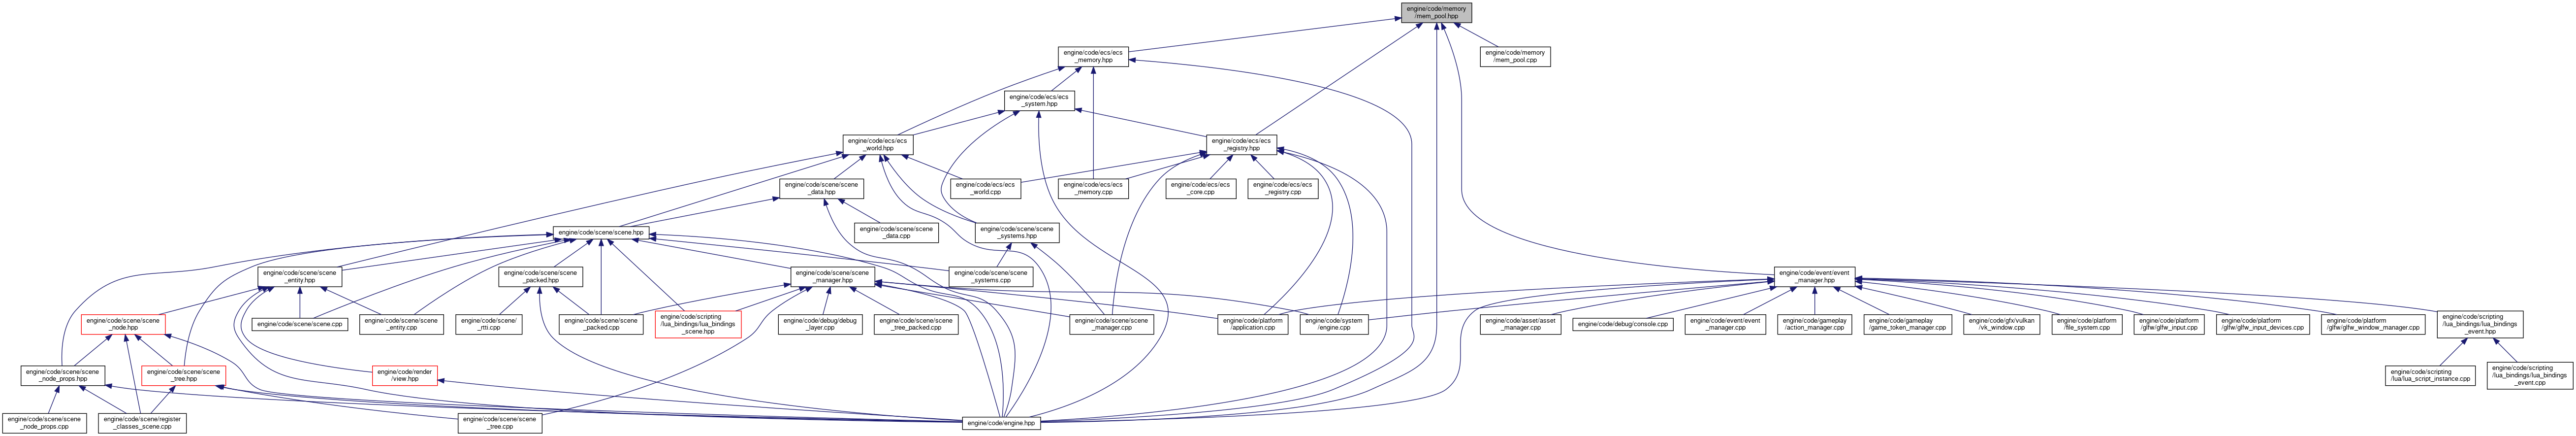 engine/code/memory
/mem_pool.hpp
engine/code/ecs/ecs
_memory.hpp
engine/code/memory
/mem_pool.cpp
engine/code/ecs/ecs
_system.hpp
engine/code/ecs/ecs
_world.hpp
engine/code/ecs/ecs
_registry.hpp
engine/code/scene/scene
_data.hpp
engine/code/ecs/ecs
_world.cpp
engine/code/ecs/ecs
_memory.cpp
engine/code/ecs/ecs
_core.cpp
engine/code/ecs/ecs
_registry.cpp
engine/code/scene/scene.hpp
engine/code/scene/scene
_data.cpp
engine/code/scene/scene
_systems.hpp
engine/code/scene/scene
_entity.hpp
engine/code/scene/scene
_packed.hpp
engine/code/scene/scene
_manager.hpp
engine/code/scene/scene
_systems.cpp
engine/code/event/event
_manager.hpp
engine/code/scene/scene
_node.hpp
engine/code/scene/scene.cpp
engine/code/scene/scene
_entity.cpp
engine/code/scene/
_rtti.cpp
engine/code/scene/scene
_packed.cpp
engine/code/scripting
/lua_bindings/lua_bindings
_scene.hpp
engine/code/debug/debug
_layer.cpp
engine/code/scene/scene
_tree_packed.cpp
engine/code/scene/scene
_manager.cpp
engine/code/platform
/application.cpp
engine/code/system
/engine.cpp
engine/code/asset/asset
_manager.cpp
engine/code/debug/console.cpp
engine/code/event/event
_manager.cpp
engine/code/gameplay
/action_manager.cpp
engine/code/gameplay
/game_token_manager.cpp
engine/code/gfx/vulkan
/vk_window.cpp
engine/code/platform
/file_system.cpp
engine/code/platform
/glfw/glfw_input.cpp
engine/code/platform
/glfw/glfw_input_devices.cpp
engine/code/platform
/glfw/glfw_window_manager.cpp
engine/code/scripting
/lua_bindings/lua_bindings
_event.hpp
engine/code/scene/scene
_node_props.hpp
engine/code/scene/scene
_tree.hpp
engine/code/render
/view.hpp
engine/code/scripting
/lua/lua_script_instance.cpp
engine/code/scripting
/lua_bindings/lua_bindings
_event.cpp
engine/code/scene/scene
_node_props.cpp
engine/code/scene/register
_classes_scene.cpp
engine/code/scene/scene
_tree.cpp
engine/code/engine.hpp